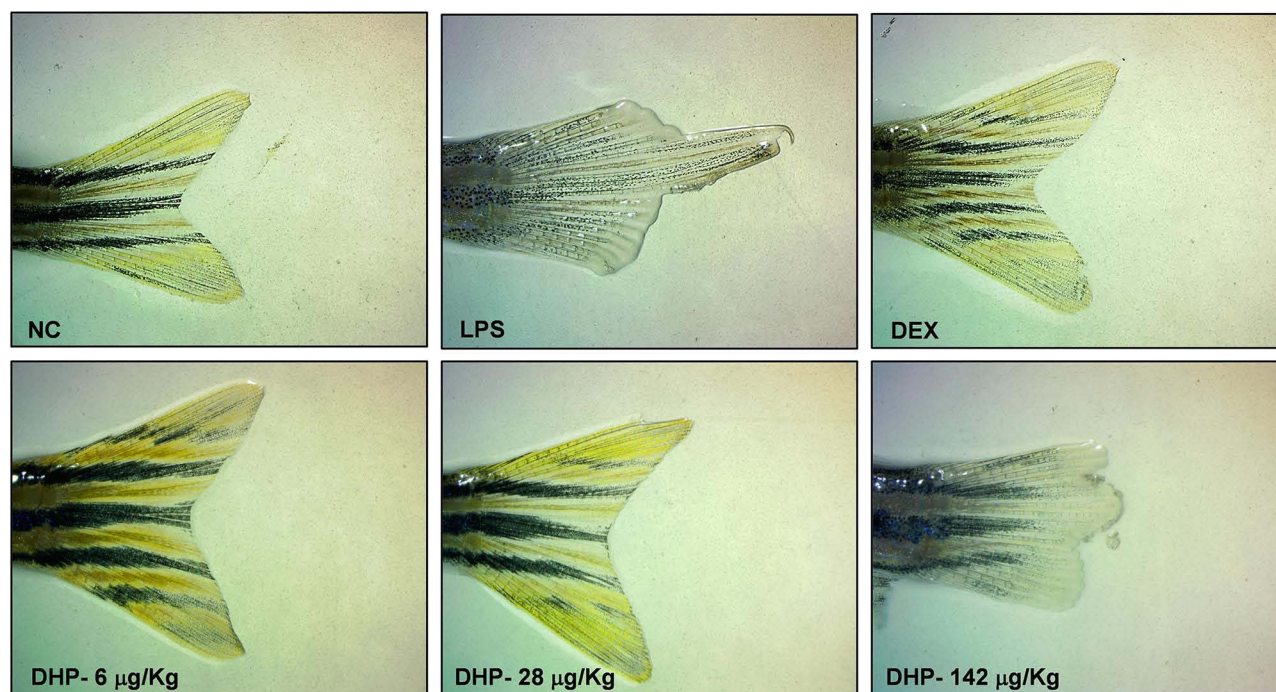 NC
LPS
DEX
DHP- 6 μg/Kg
DHP- 28 μg/Kg
DHP- 142 μg/Kg